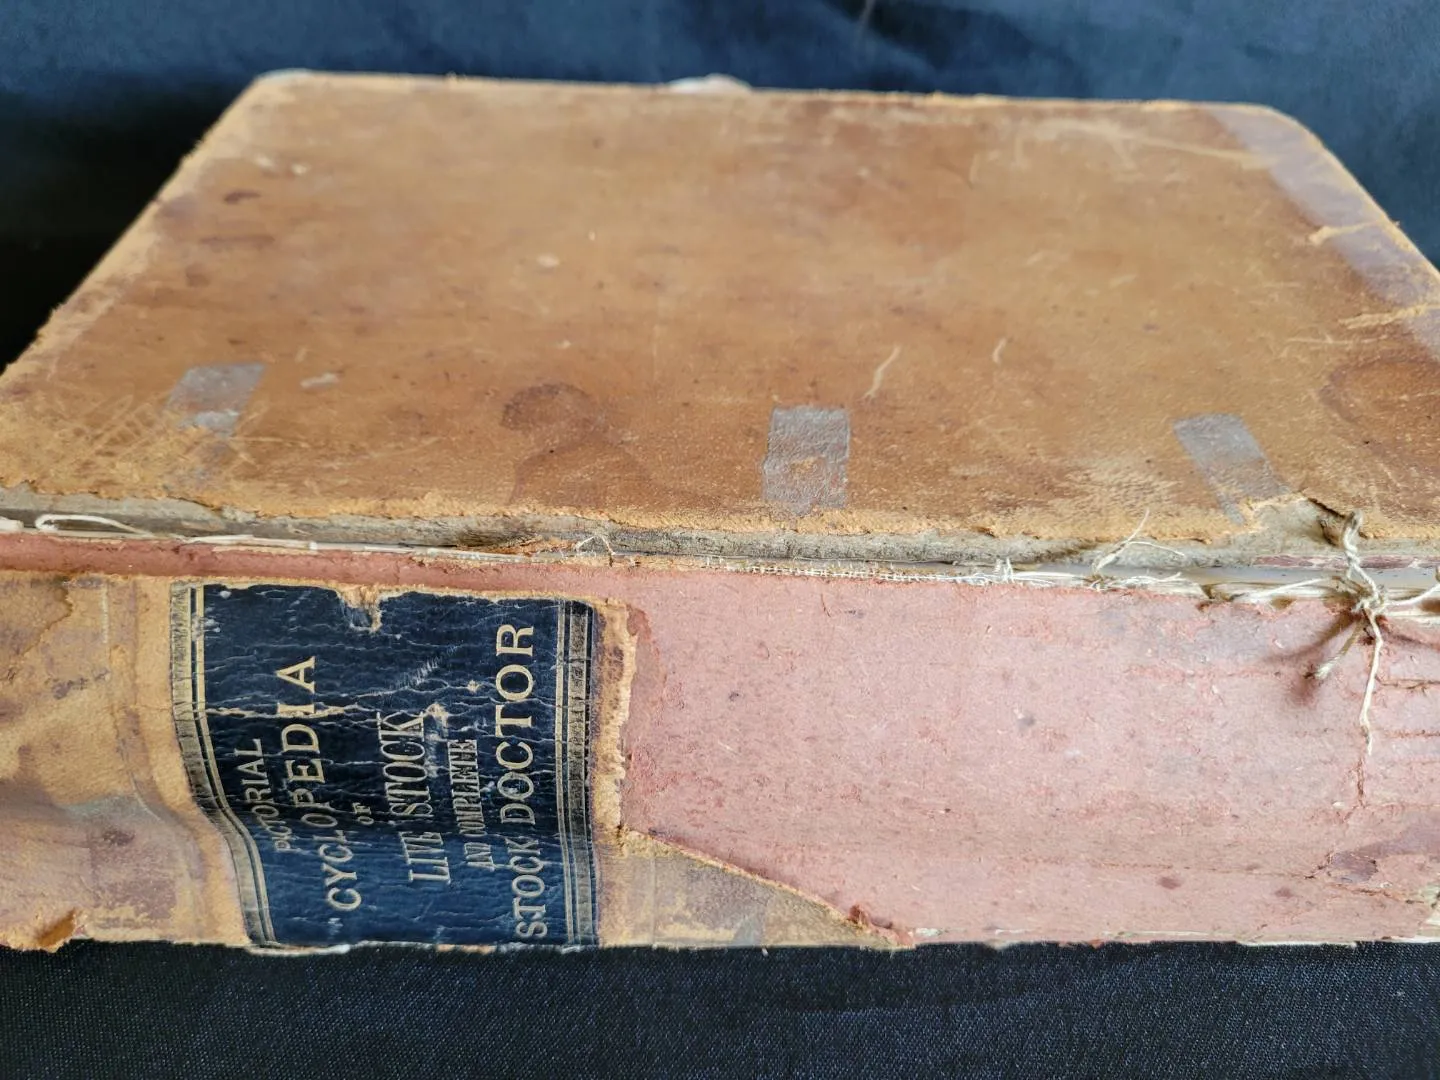 PICTORIAL
CYCLOPEDIA
OF
LIVE STOCK
AND COMPLETE
STOCK DOCTOR